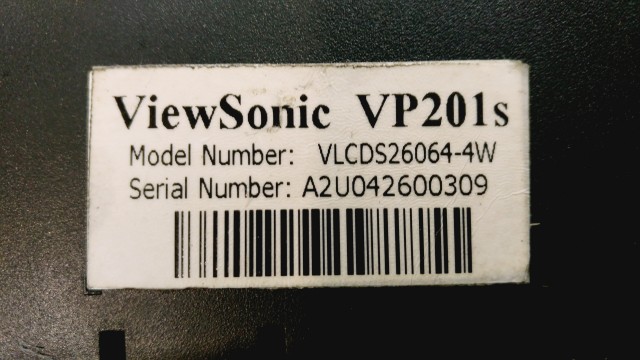 ViewSonic VP201s
Model Number: VLCDS26064-4W
Serial Number: A2U042600309